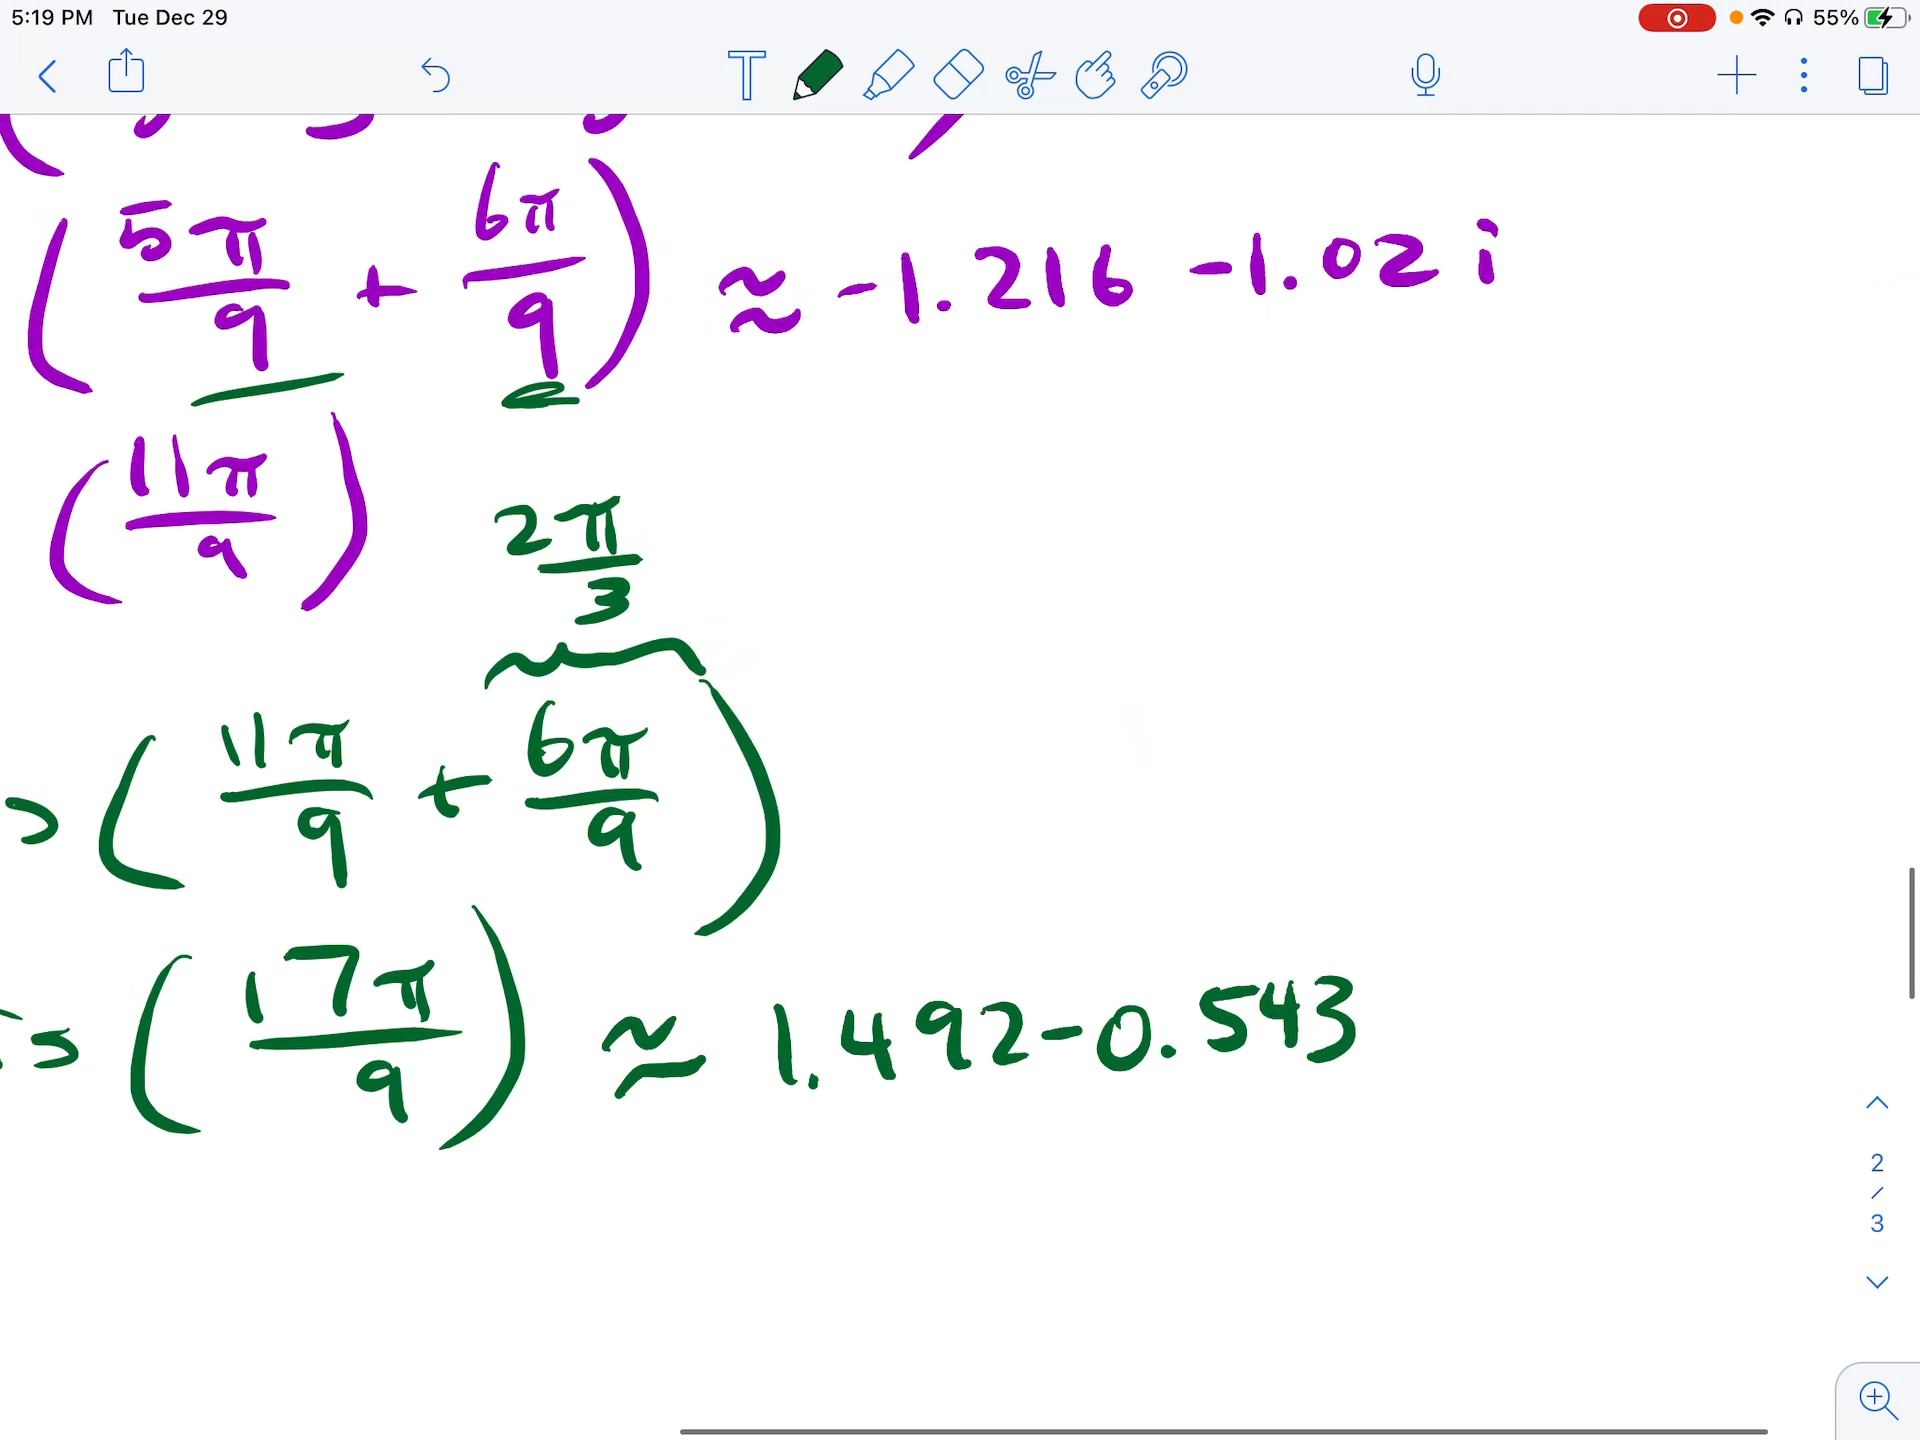 5:19 PM Tue Dec 29 55%
T
( 5π/9 + 6π/9 ) ≈ -1.216 -1.02 i
( 11π/9 )
2π/3
( 11π/9 + 6π/9 )
is ( 17π/9 ) ≈ 1.492-0.543
2
/
3